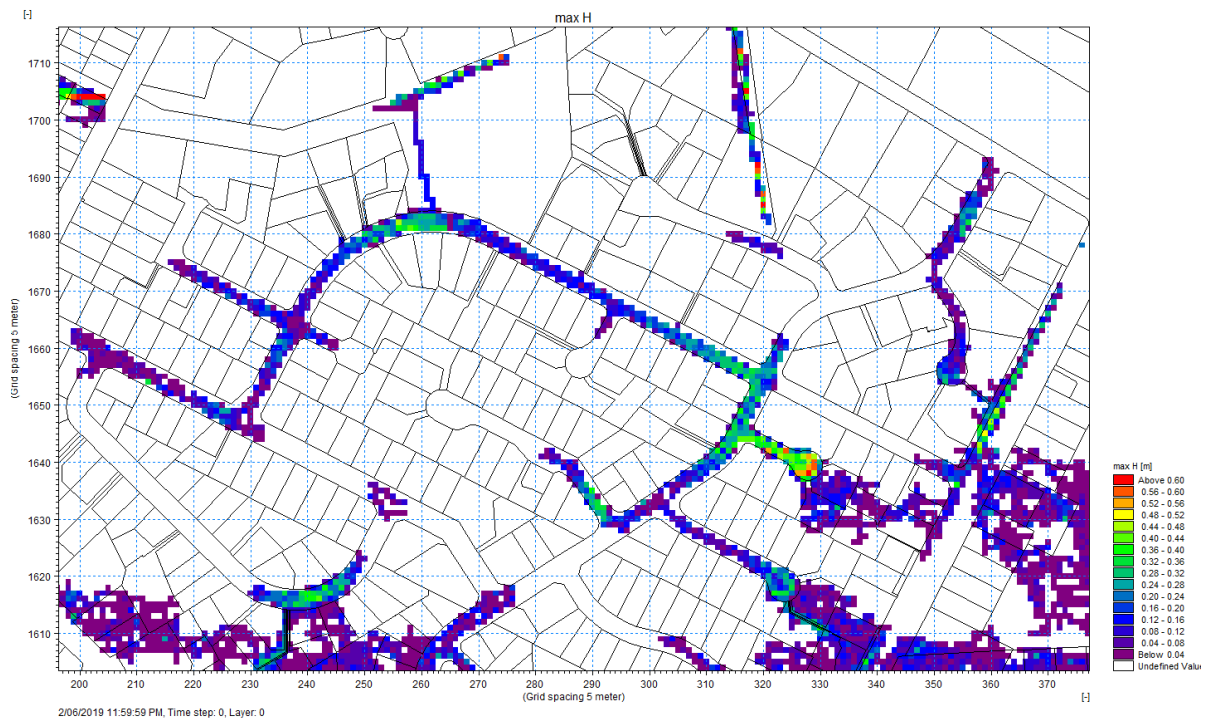 [-]
max H
1710
1700
1690
1680
1670
1660
1650
1640
1630
1620
1610
(Grid spacing 5 meter)
200 210 220 230 240 250 260 270 280 290 300 310 320 330 340 350 360 370
(Grid spacing 5 meter)
[-]
2/06/2019 11:59:59 PM, Time step: 0, Layer: 0
max H [m]
Above 0.60
0.56 - 0.60
0.52 - 0.56
0.48 - 0.52
0.44 - 0.48
0.40 - 0.44
0.36 - 0.40
0.32 - 0.36
0.28 - 0.32
0.24 - 0.28
0.20 - 0.24
0.16 - 0.20
0.12 - 0.16
0.08 - 0.12
0.04 - 0.08
Below 0.04
Undefined Value